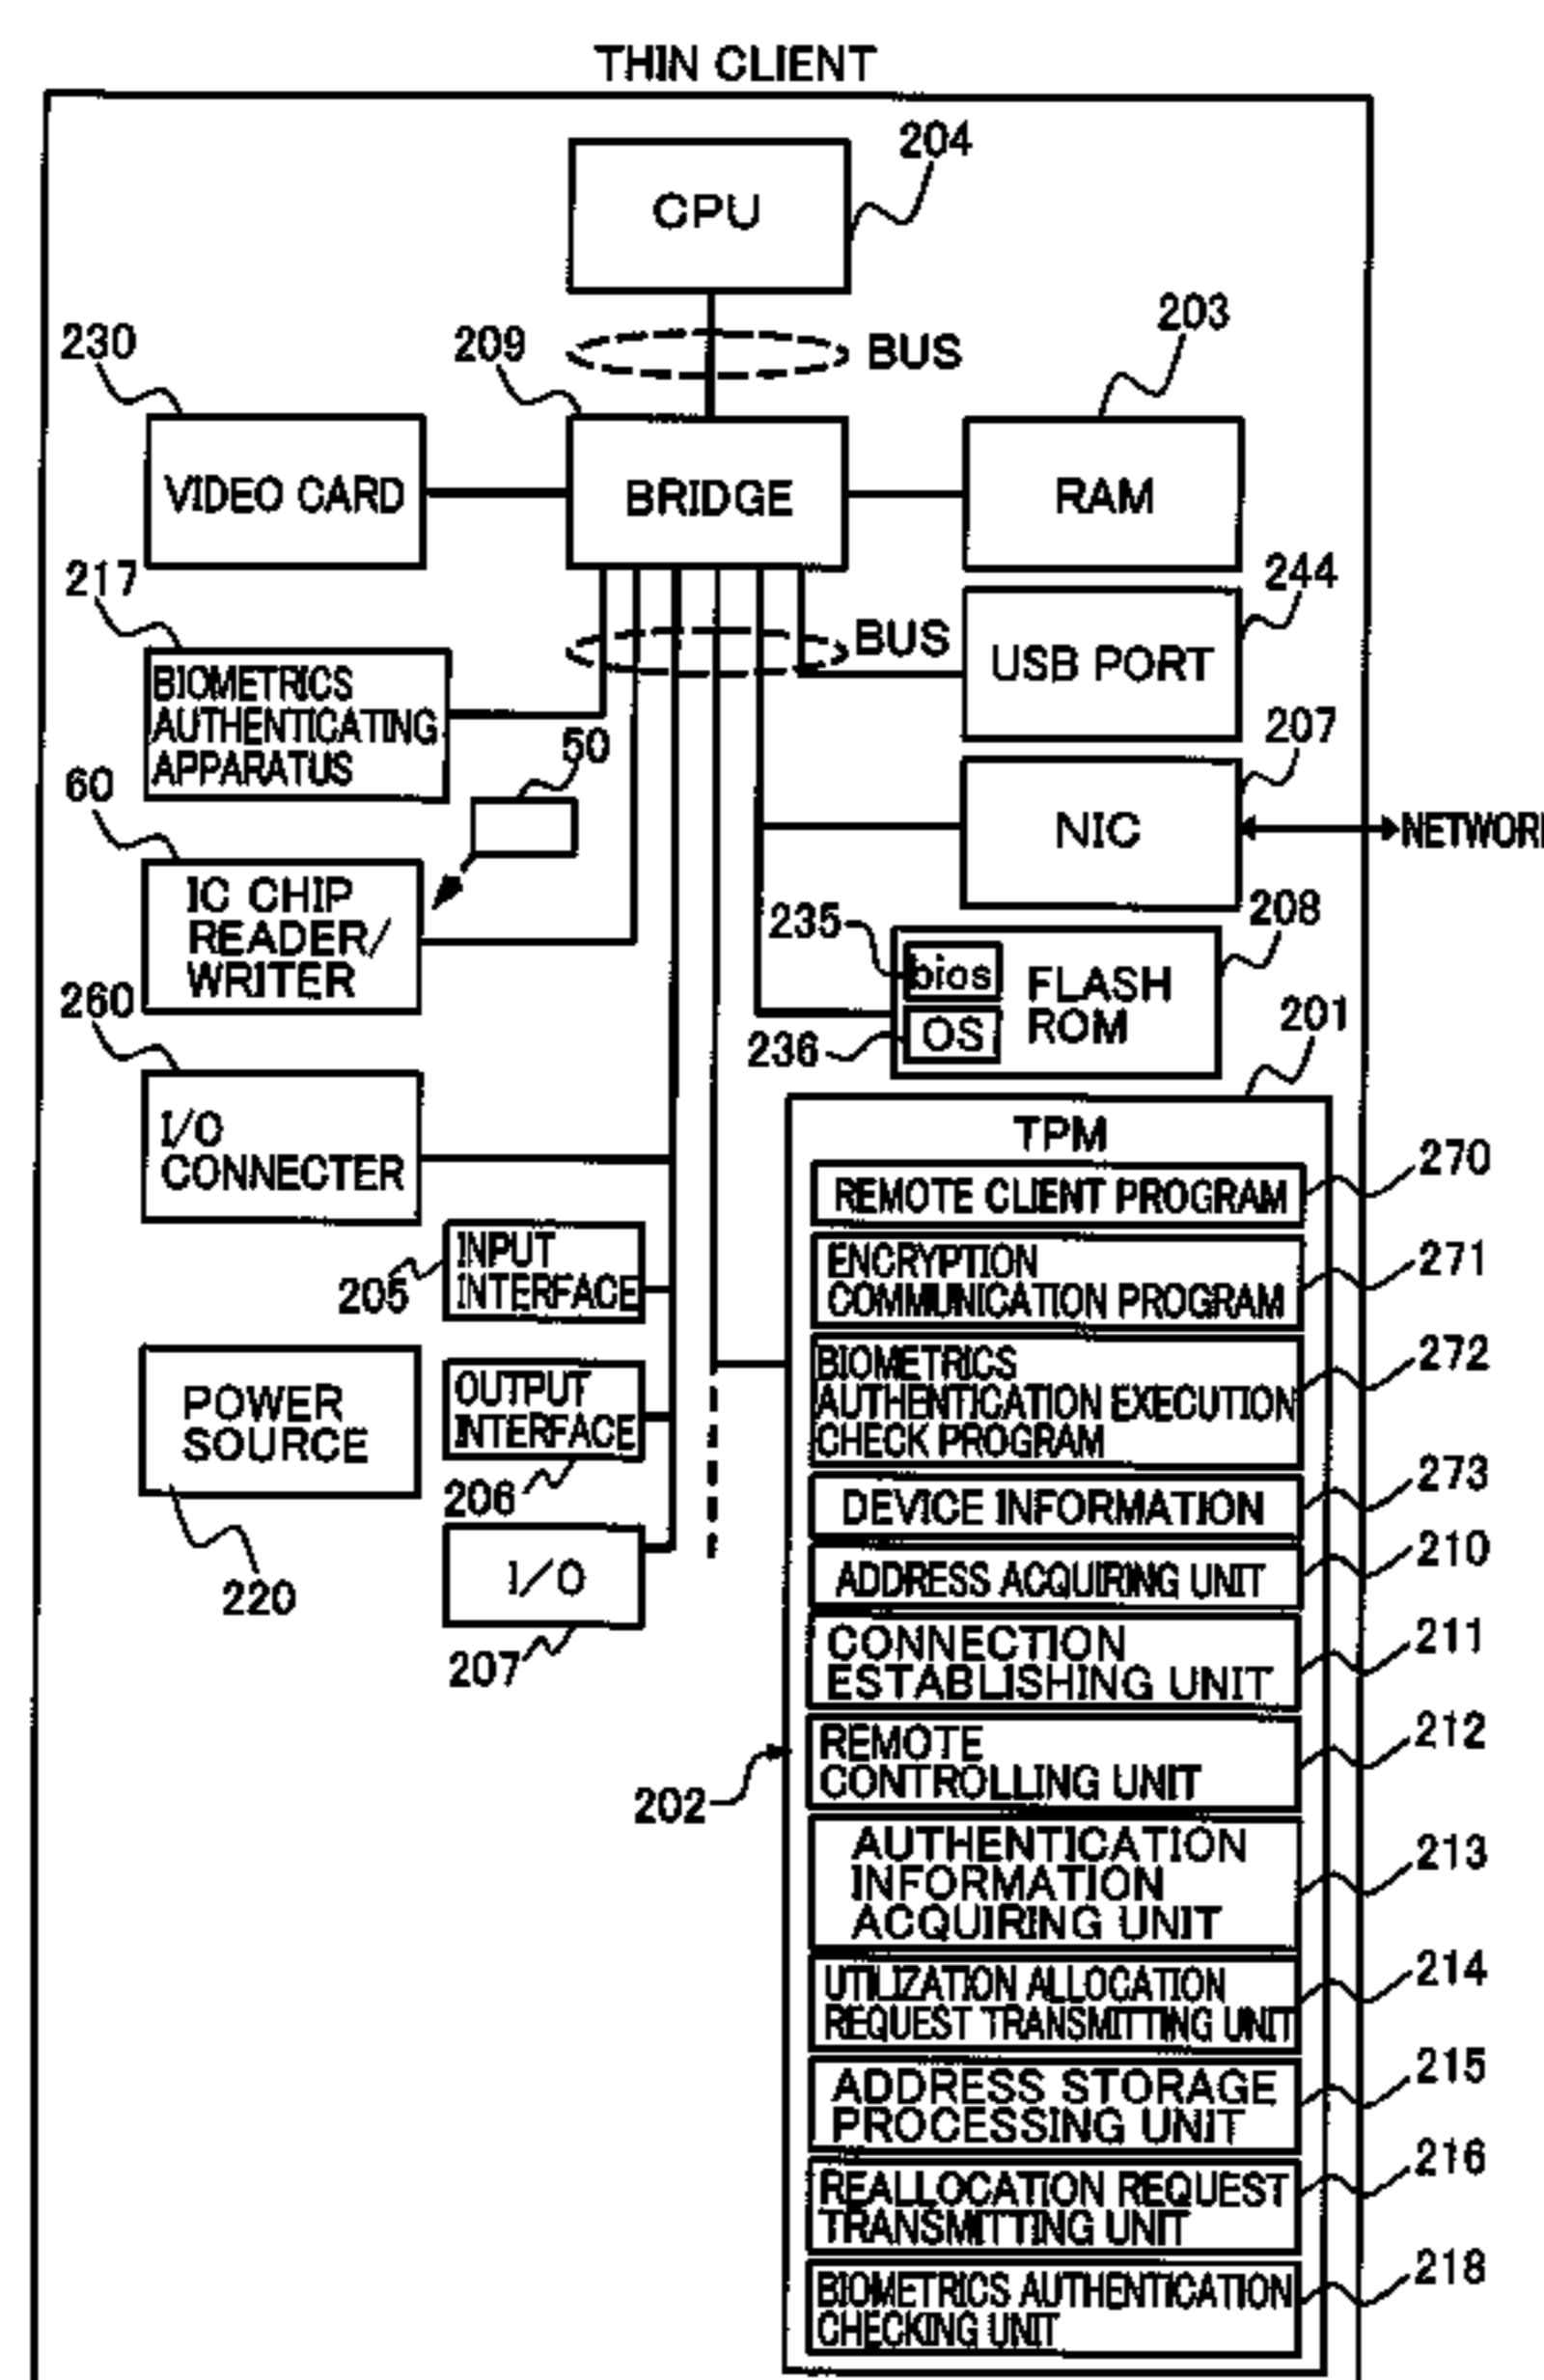 THIN CLIENT
204
CPU
203
230
209
BUS
VIDEO CARD
BRIDGE
RAM
217
244
BUS
USB PORT
BIOMETRICS
AUTHENTICATING
APPARATUS
50
207
60
NIC
NETWORK
IC CHIP
READER/
WRITER
235
208
bios
FLASH
ROM
236
OS
260
201
I/O
CONNECTER
TPM
REMOTE CLIENT PROGRAM
270
INPUT
INTERFACE
205
ENCRYPTION
COMMUNICATION PROGRAM
271
POWER
SOURCE
220
OUTPUT
INTERFACE
206
BIOMETRICS
AUTHENTICATION EXECUTION
CHECK PROGRAM
272
DEVICE INFORMATION
273
I/O
207
ADDRESS ACQUIRING UNIT
210
CONNECTION
ESTABLISHING UNIT
211
202
REMOTE
CONTROLLING UNIT
212
AUTHENTICATION
INFORMATION
ACQUIRING UNIT
213
UTILIZATION ALLOCATION
REQUEST TRANSMITTING UNIT
214
ADDRESS STORAGE
PROCESSING UNIT
215
REALLOCATION REQUEST
TRANSMITTING UNIT
216
BIOMETRICS AUTHENTICATION
CHECKING UNIT
218